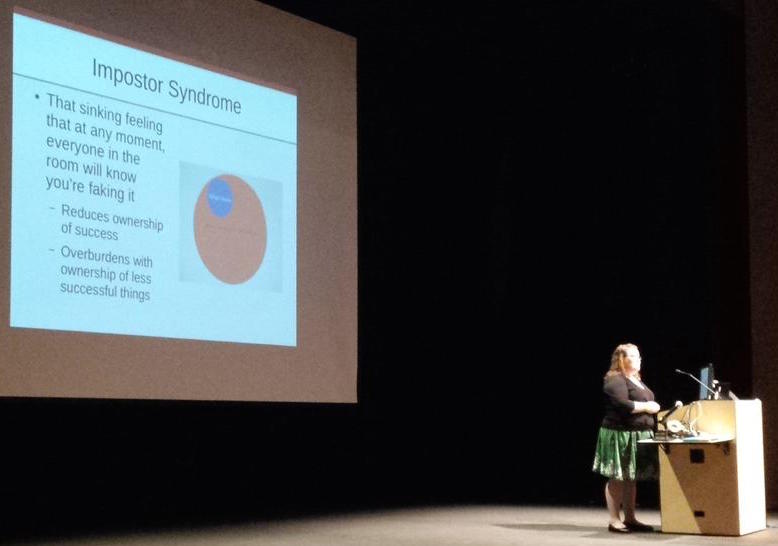 Impostor Syndrome
• That sinking feeling
that at any moment,
everyone in the
room will know
you're faking it
– Reduces ownership
of success
– Overburdens with
ownership of less
successful things